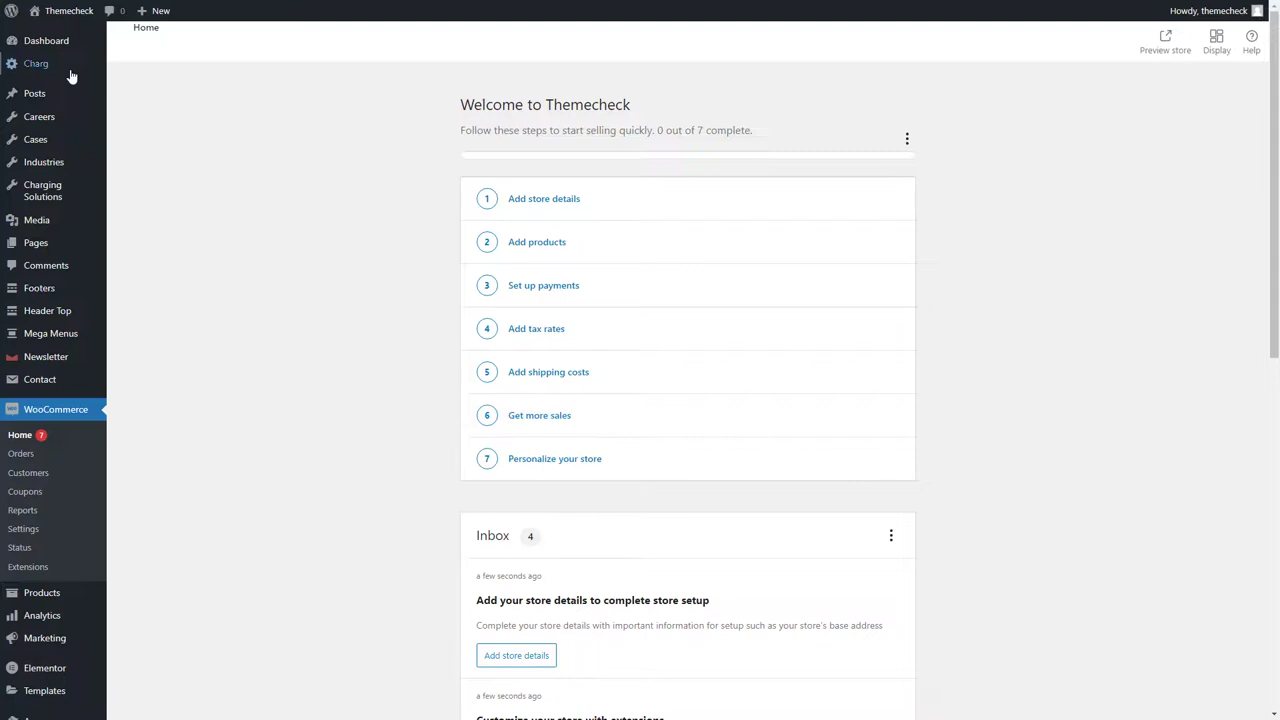 Themecheck
0
New
Howdy, themecheck
Dashboard
Charg
Posts
Careers
Cases
Industries
Charging
Solutions
Media
Pages
Comments
Footers
Header Top
Mega Menus
Newsletter
Contact
WooCommerce
Home 7
Orders
Customers
Coupons
Reports
Settings
Status
Extensions
Products
Analytics
Marketing
Elementor
Templates
Home
Preview store
Display
Help
Welcome to Themecheck
Follow these steps to start selling quickly. 0 out of 7 complete.
1 Add store details
2 Add products
3 Set up payments
4 Add tax rates
5 Add shipping costs
6 Get more sales
7 Personalize your store
Inbox 4
a few seconds ago
Add your store details to complete store setup
Complete your store details with important information for setup such as your store's base address
Add store details
a few seconds ago
Customize your store with extensions